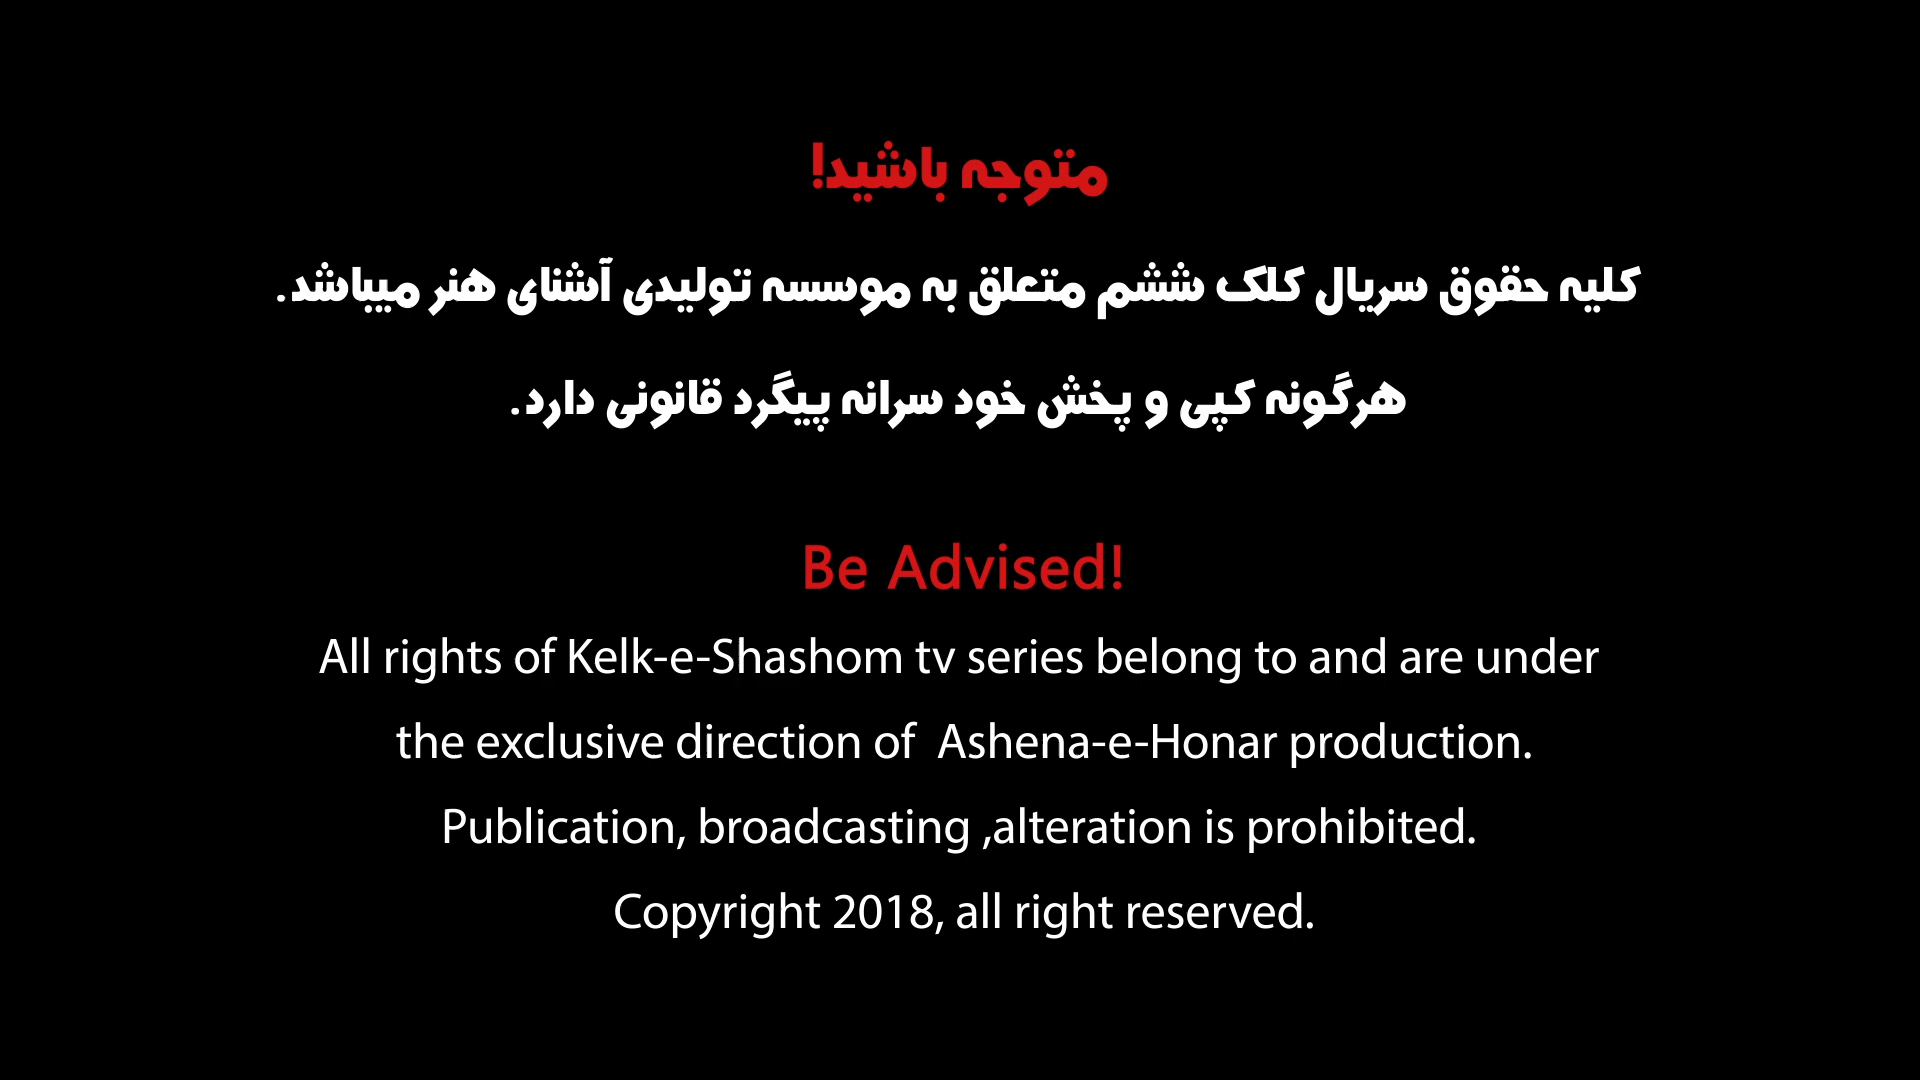 متوجه باشید!
کلیه حقوق سریال کلک ششم متعلق به موسسه تولیدی آشنای هنر میباشد.
هرگونه کپی و پخش خود سرانه پیگرد قانونی دارد.
Be Advised!
All rights of Kelk-e-Shashom tv series belong to and are under
the exclusive direction of  Ashena-e-Honar production.
Publication, broadcasting ,alteration is prohibited.
Copyright 2018, all right reserved.